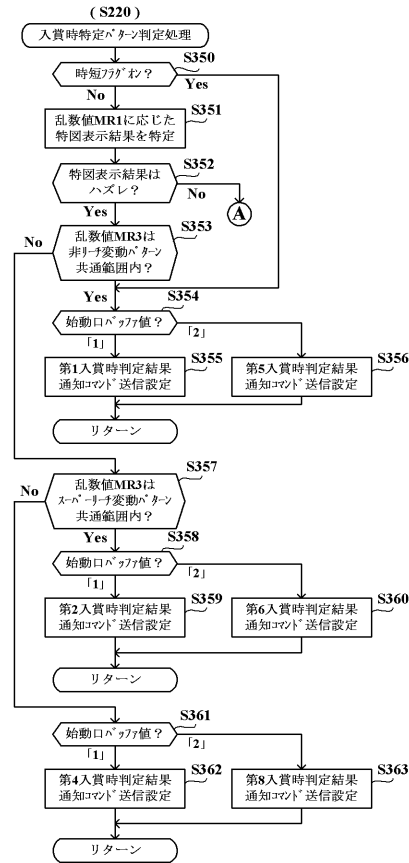 (S220)
入賞時特定パターン判定処理
S350
時短フラグオン?
Yes
No
S351
乱数値MR1に応じた
特図表示結果を特定
S352
特図表示結果は
ハズレ?
No
Yes
A
S353
No
乱数値MR3は
非リーチ変動パターン
共通範囲内?
Yes
S354
始動口バッファ値?
「1」
「2」
S355
第1入賞時判定結果
通知コマンド送信設定
S356
第5入賞時判定結果
通知コマンド送信設定
リターン
S357
No
乱数値MR3は
スーパーリーチ変動パターン
共通範囲内?
Yes
S358
始動口バッファ値?
「1」
「2」
S359
第2入賞時判定結果
通知コマンド送信設定
S360
第6入賞時判定結果
通知コマンド送信設定
リターン
S361
始動口バッファ値?
「1」
「2」
S362
第4入賞時判定結果
通知コマンド送信設定
S363
第8入賞時判定結果
通知コマンド送信設定
リターン